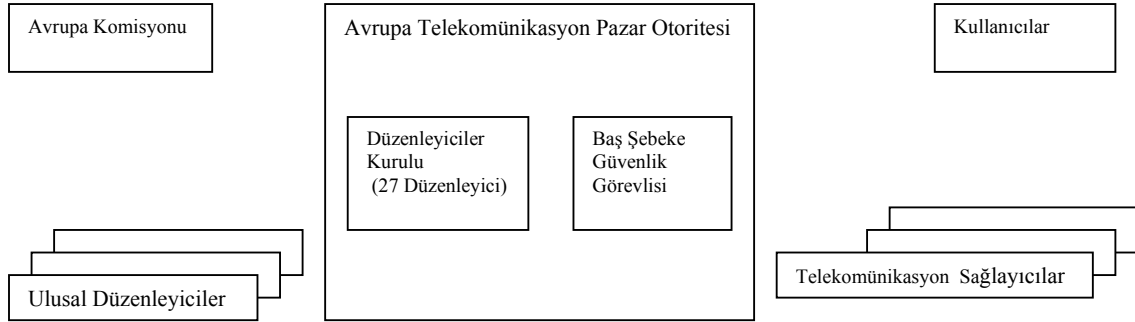 Avrupa Komisyonu
Avrupa Telekomünikasyon Pazar Otoritesi
Kullanıcılar
Düzenleyiciler
Kurulu
(27 Düzenleyici)
Baş Şebeke
Güvenlik
Görevlisi
Ulusal Düzenleyiciler
Telekomünikasyon Sağlayıcılar